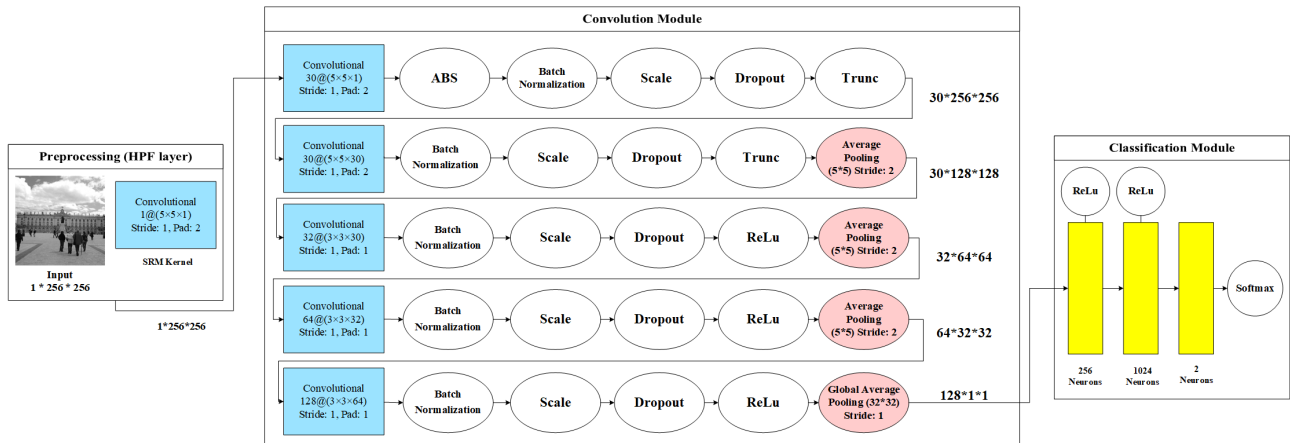 Convolution Module
Convolutional
30@(5×5×1)
Stride: 1, Pad: 2
ABS
Batch
Normalization
Scale
Dropout
Trunc
30*256*256
Convolutional
30@(5×5×30)
Stride: 1, Pad: 2
Batch
Normalization
Scale
Dropout
Trunc
Average
Pooling
(5*5) Stride: 2
30*128*128
Convolutional
32@(3×3×30)
Stride: 1, Pad: 1
Batch
Normalization
Scale
Dropout
ReLu
Average
Pooling
(5*5) Stride: 2
32*64*64
Convolutional
64@(3×3×32)
Stride: 1, Pad: 1
Batch
Normalization
Scale
Dropout
ReLu
Average
Pooling
(5*5) Stride: 2
64*32*32
Convolutional
128@(3×3×64)
Stride: 1, Pad: 1
Batch
Normalization
Scale
Dropout
ReLu
Global Average
Pooling (32*32)
Stride: 1
128*1*1
Preprocessing (HPF layer)
Convolutional
1@(5×5×1)
Stride: 1, Pad: 2
SRM Kernel
Input
1 * 256 * 256
1*256*256
Classification Module
ReLu
ReLu
Softmax
256
Neurons
1024
Neurons
2
Neurons